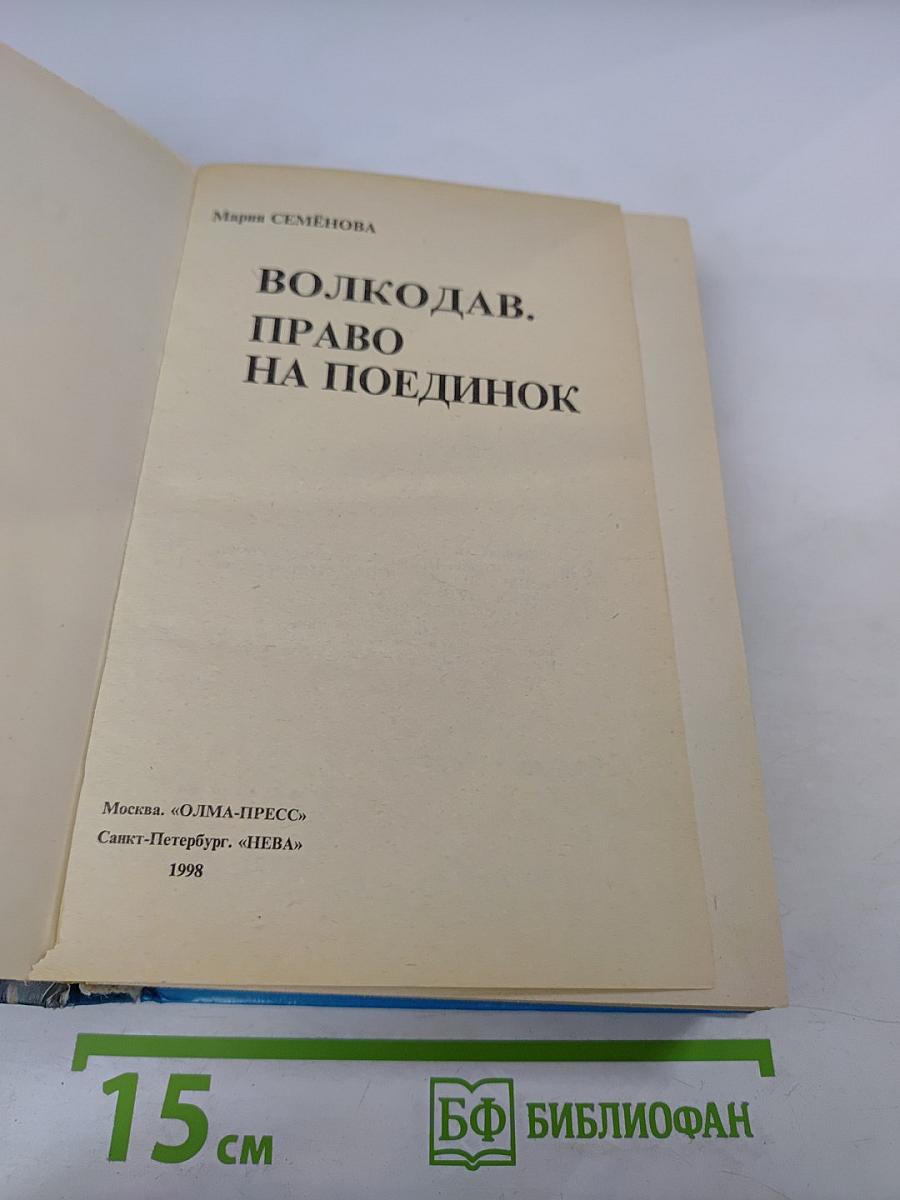 Мария СЕМЁНОВА
ВОЛКОДАВ.
ПРАВО
НА ПОЕДИНОК
Москва. «ОЛМА-ПРЕСС»
Санкт-Петербург. «НЕВА»
1998
15 см
БФ БИБЛИОФАН